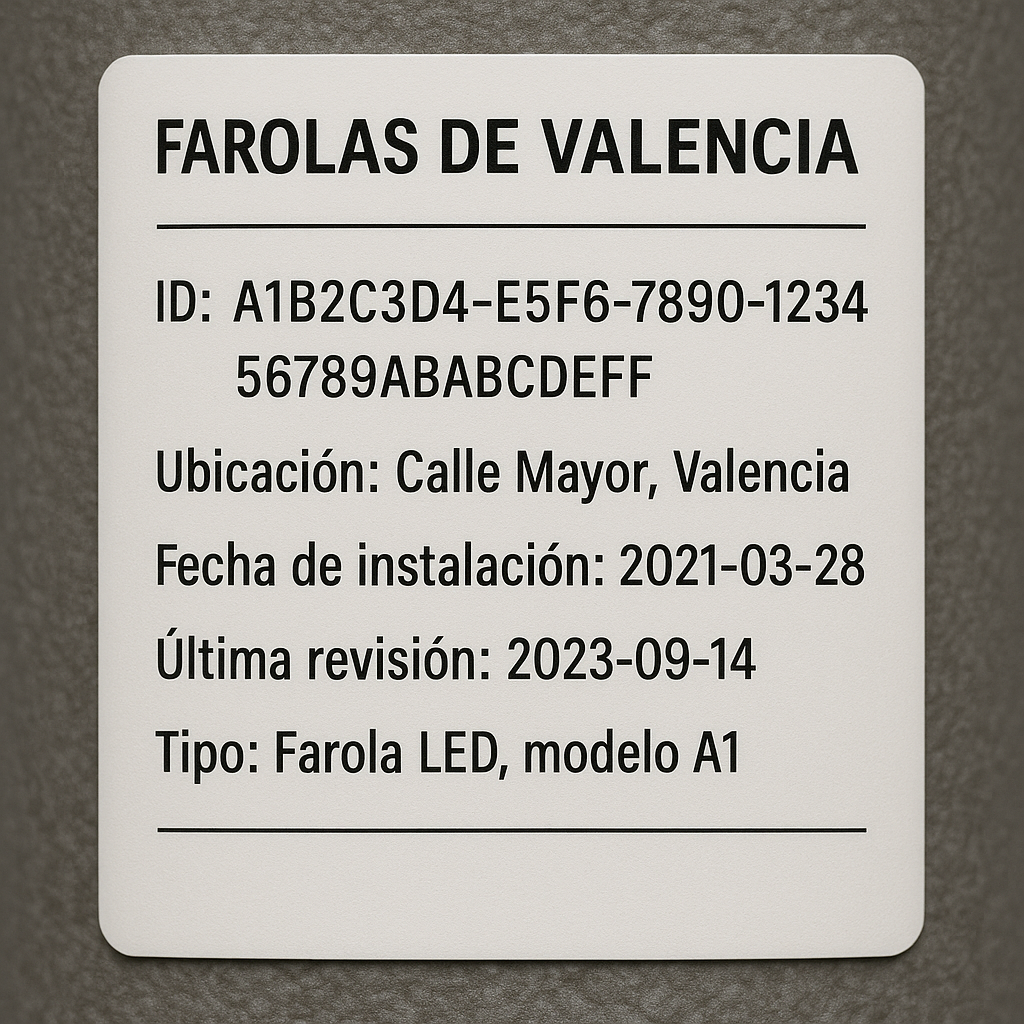 FAROLAS DE VALENCIA
ID: A1B2C3D4-E5F6-7890-1234
56789ABABCDEFF
Ubicación: Calle Mayor, Valencia
Fecha de instalación: 2021-03-28
Última revisión: 2023-09-14
Tipo: Farola LED, modelo A1